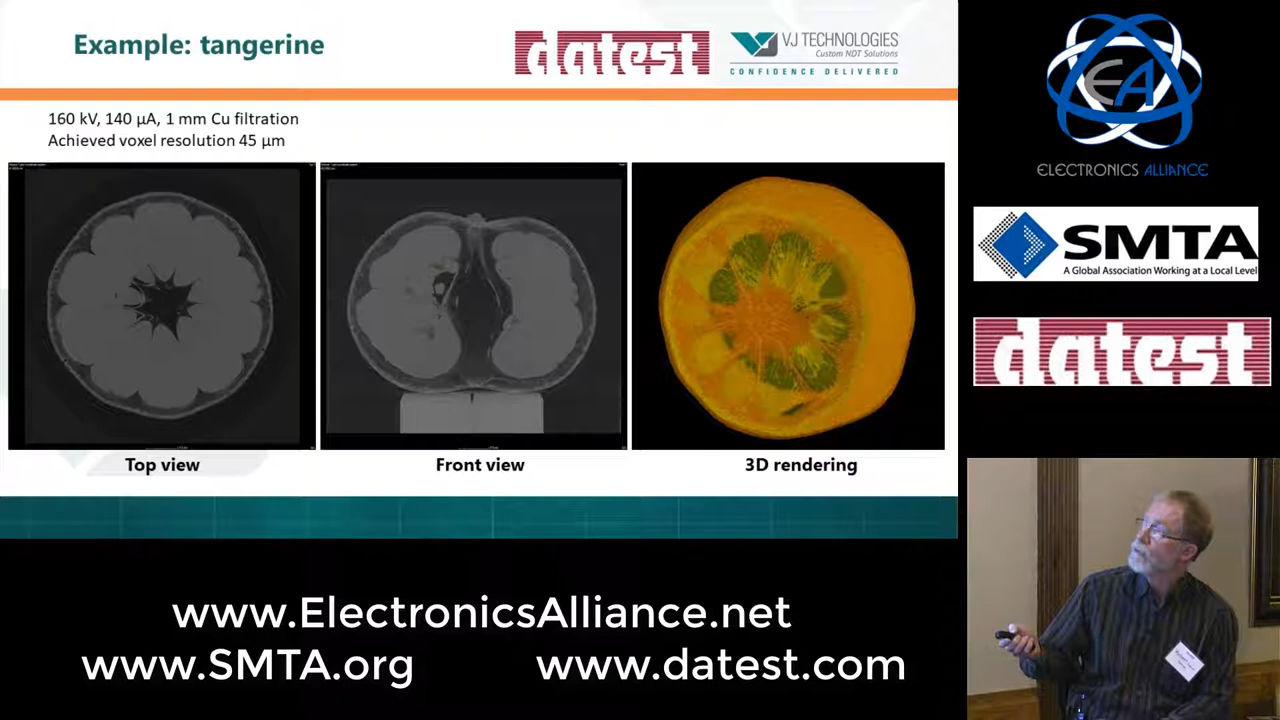 Example: tangerine
datest
VJ TECHNOLOGIES
Custom NDT Solutions
CONFIDENCE DELIVERED
160 kV, 140 µA, 1 mm Cu filtration
Achieved voxel resolution 45 µm
Top view
Front view
3D rendering
EA
ELECTRONICS ALLIANCE
SMTA
A Global Association Working at a Local Level
datest
www.ElectronicsAlliance.net
www.SMTA.org
www.datest.com